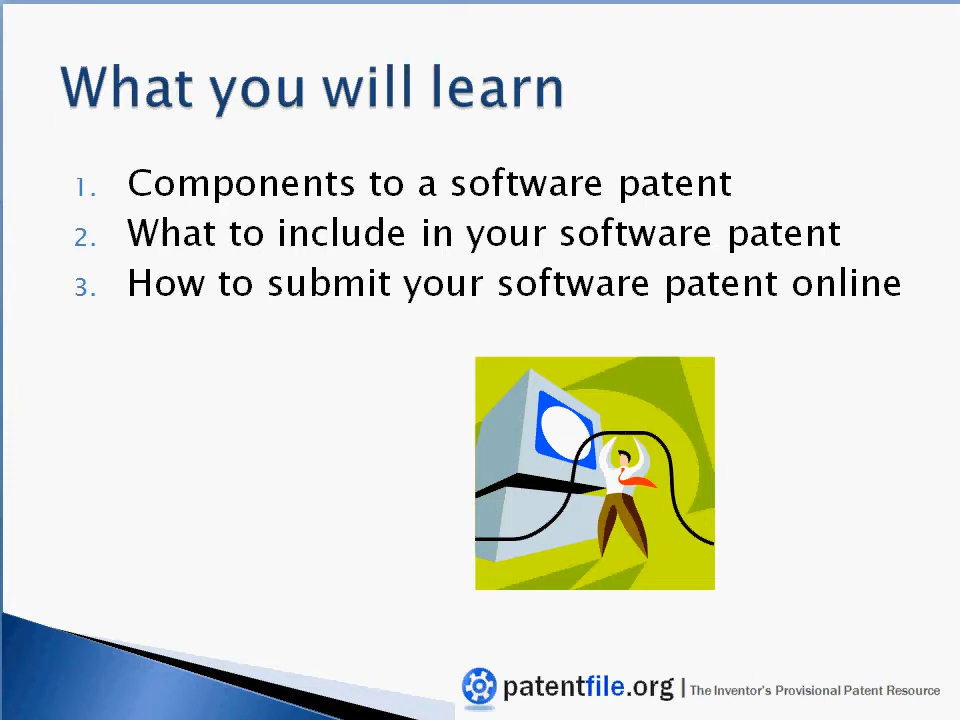 What you will learn
1. Components to a software patent
2. What to include in your software patent
3. How to submit your software patent online
patentfile.org | The Inventor's Provisional Patent Resource